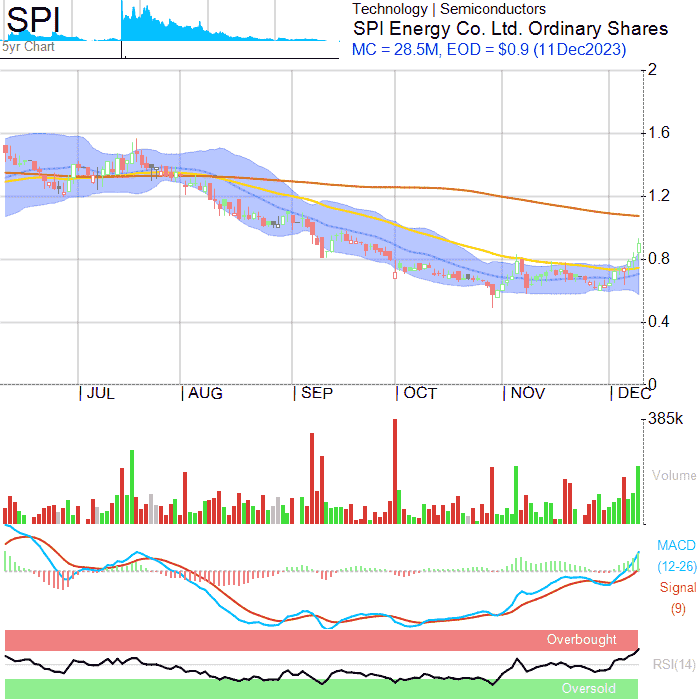 SPI
5yr Chart
Technology | Semiconductors
SPI Energy Co. Ltd. Ordinary Shares
MC = 28.5M, EOD = $0.9 (11Dec2023)
2
1.6
1.2
0.8
0.4
0
| JUL | AUG | SEP | OCT | NOV | DEC
385k
Volume
MACD
(12-26)
Signal
(9)
Overbought
RSI(14)
Oversold